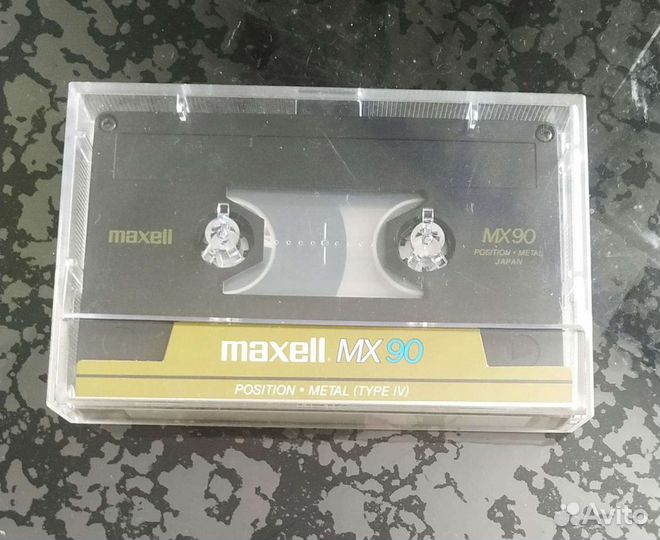 maxell
MX90
POSITION • METAL
JAPAN
maxell. MX 90
POSITION • METAL (TYPE IV)
Avito